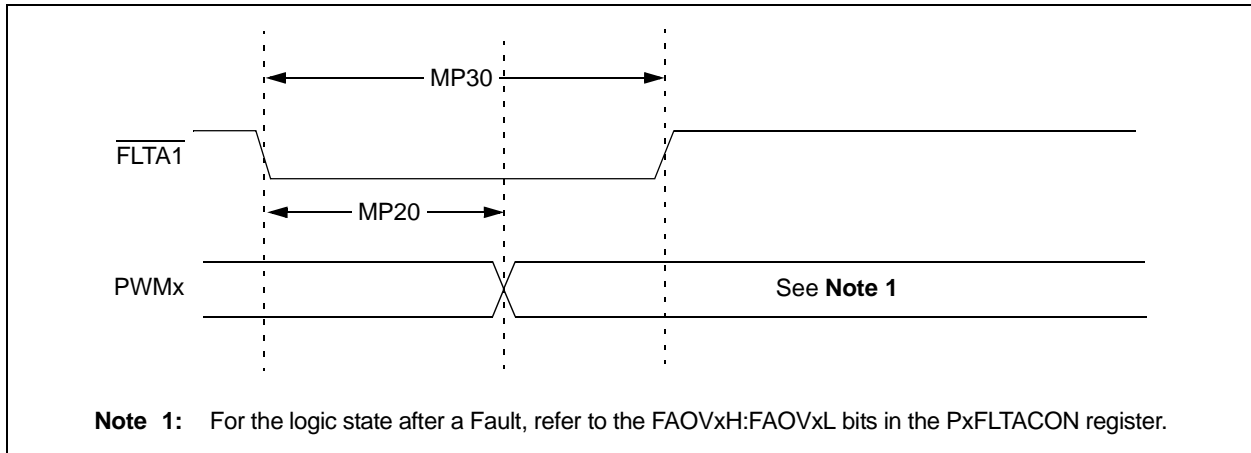 MP30
FLTA1
MP20
PWMx
See Note 1
Note 1: For the logic state after a Fault, refer to the FAOVxH:FAOVxL bits in the PxFLTACON register.